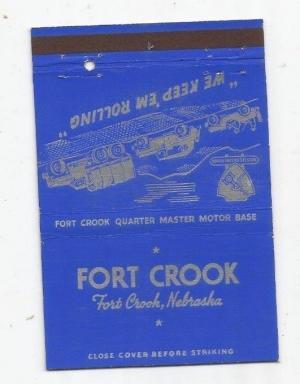 "WE KEEP 'EM ROLLING"
FORT CROOK QUARTER MASTER MOTOR BASE
FORT CROOK
Fort Crook, Nebraska
CLOSE COVER BEFORE STRIKING